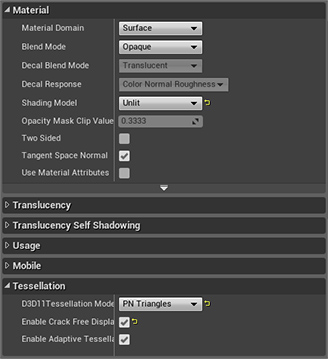 Material
Material Domain Surface
Blend Mode Opaque
Decal Blend Mode Translucent
Decal Response Color Normal Roughness
Shading Model Unlit
Opacity Mask Clip Value 0.3333
Two Sided
Tangent Space Normal
Use Material Attributes
Translucency
Translucency Self Shadowing
Usage
Mobile
Tessellation
D3D11Tessellation Mode PN Triangles
Enable Crack Free Displa
Enable Adaptive Tessella